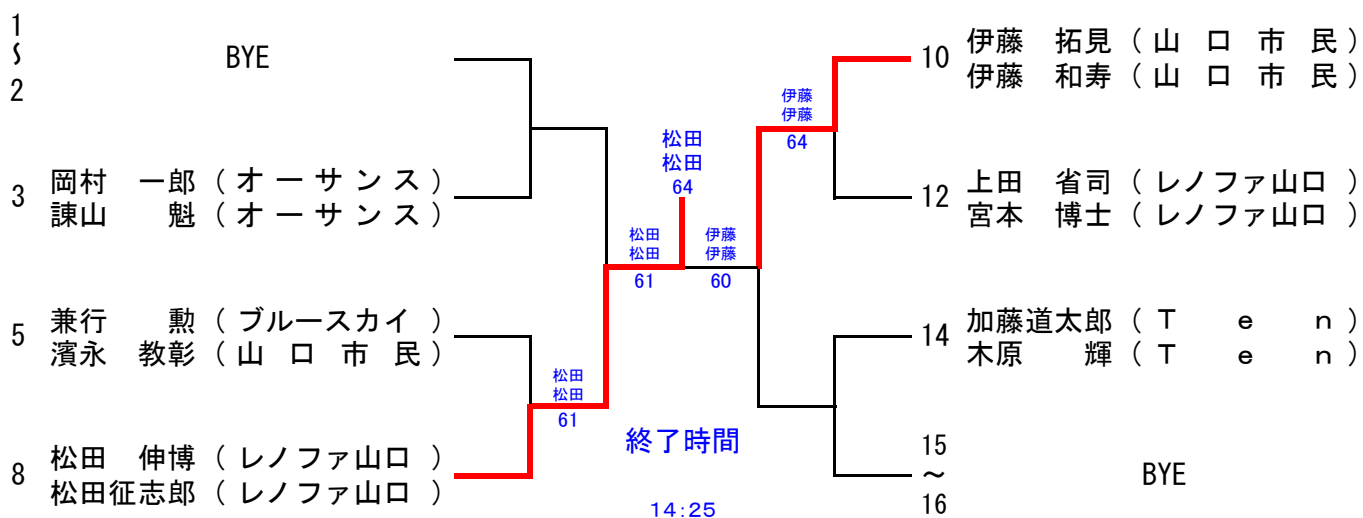 1
〜
2
BYE
3
岡村 一郎（オーサンス）
諌山 魁（オーサンス）
5
兼行 勲（ブルースカイ）
濱永 教彰（山口市民）
8
松田 伸博（レノファ山口）
松田征志郎（レノファ山口）
松田
松田
61
松田
松田
61
松田
松田
64
伊藤
伊藤
60
伊藤
伊藤
64
終了時間
14:25
10
伊藤 拓見（山口市民）
伊藤 和寿（山口市民）
12
上田 省司（レノファ山口）
宮本 博士（レノファ山口）
14
加藤道太郎（Ｔｅｎ）
木原 輝（Ｔｅｎ）
15
～
16
BYE